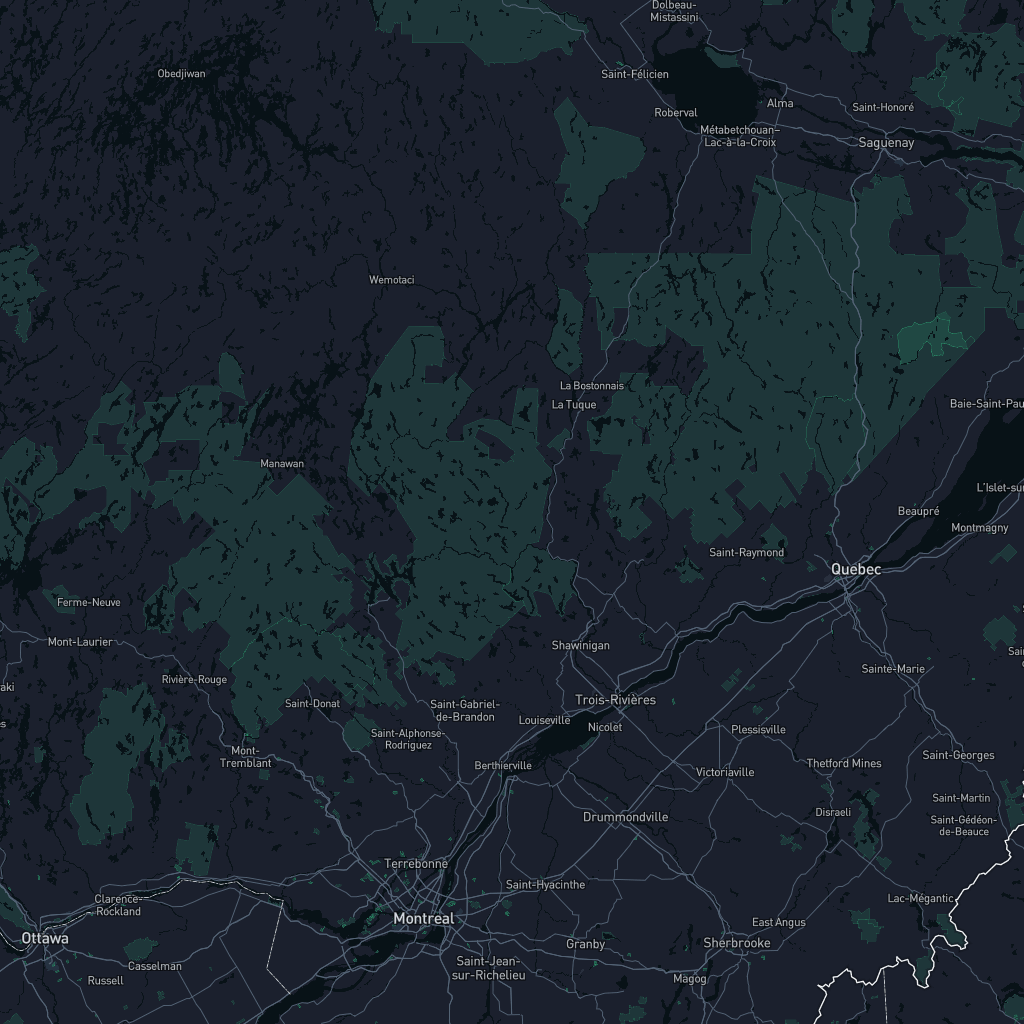 Dolbeau-
Mistassini
Obedjiwan
Saint-Félicien
Alma
Saint-Honoré
Roberval
Métabetchouan–
Lac-à-la-Croix
Saguenay
Wemotaci
La Bostonnais
La Tuque
Baie-Saint-Pau
Manawan
L'Islet-su
Beaupré
Montmagny
Saint-Raymond
Quebec
Ferme-Neuve
Mont-Laurier
Shawinigan
Sainte-Marie
aki
Rivière-Rouge
Saint-Donat
Saint-Gabriel-
de-Brandon
Trois-Rivières
Louiseville
Nicolet
Plessisville
Saint-Alphonse-
Rodriguez
Mont-
Tremblant
Berthierville
Victoriaville
Thetford Mines
Saint-Georges
Saint-Martin
Drummondville
Disraeli
Saint-Gédéon-
de-Beauce
Terrebonne
Saint-Hyacinthe
Clarence-
Rockland
Lac-Mégantic
Montreal
East Angus
Ottawa
Granby
Sherbrooke
Casselman
Russell
Saint-Jean-
sur-Richelieu
Magog